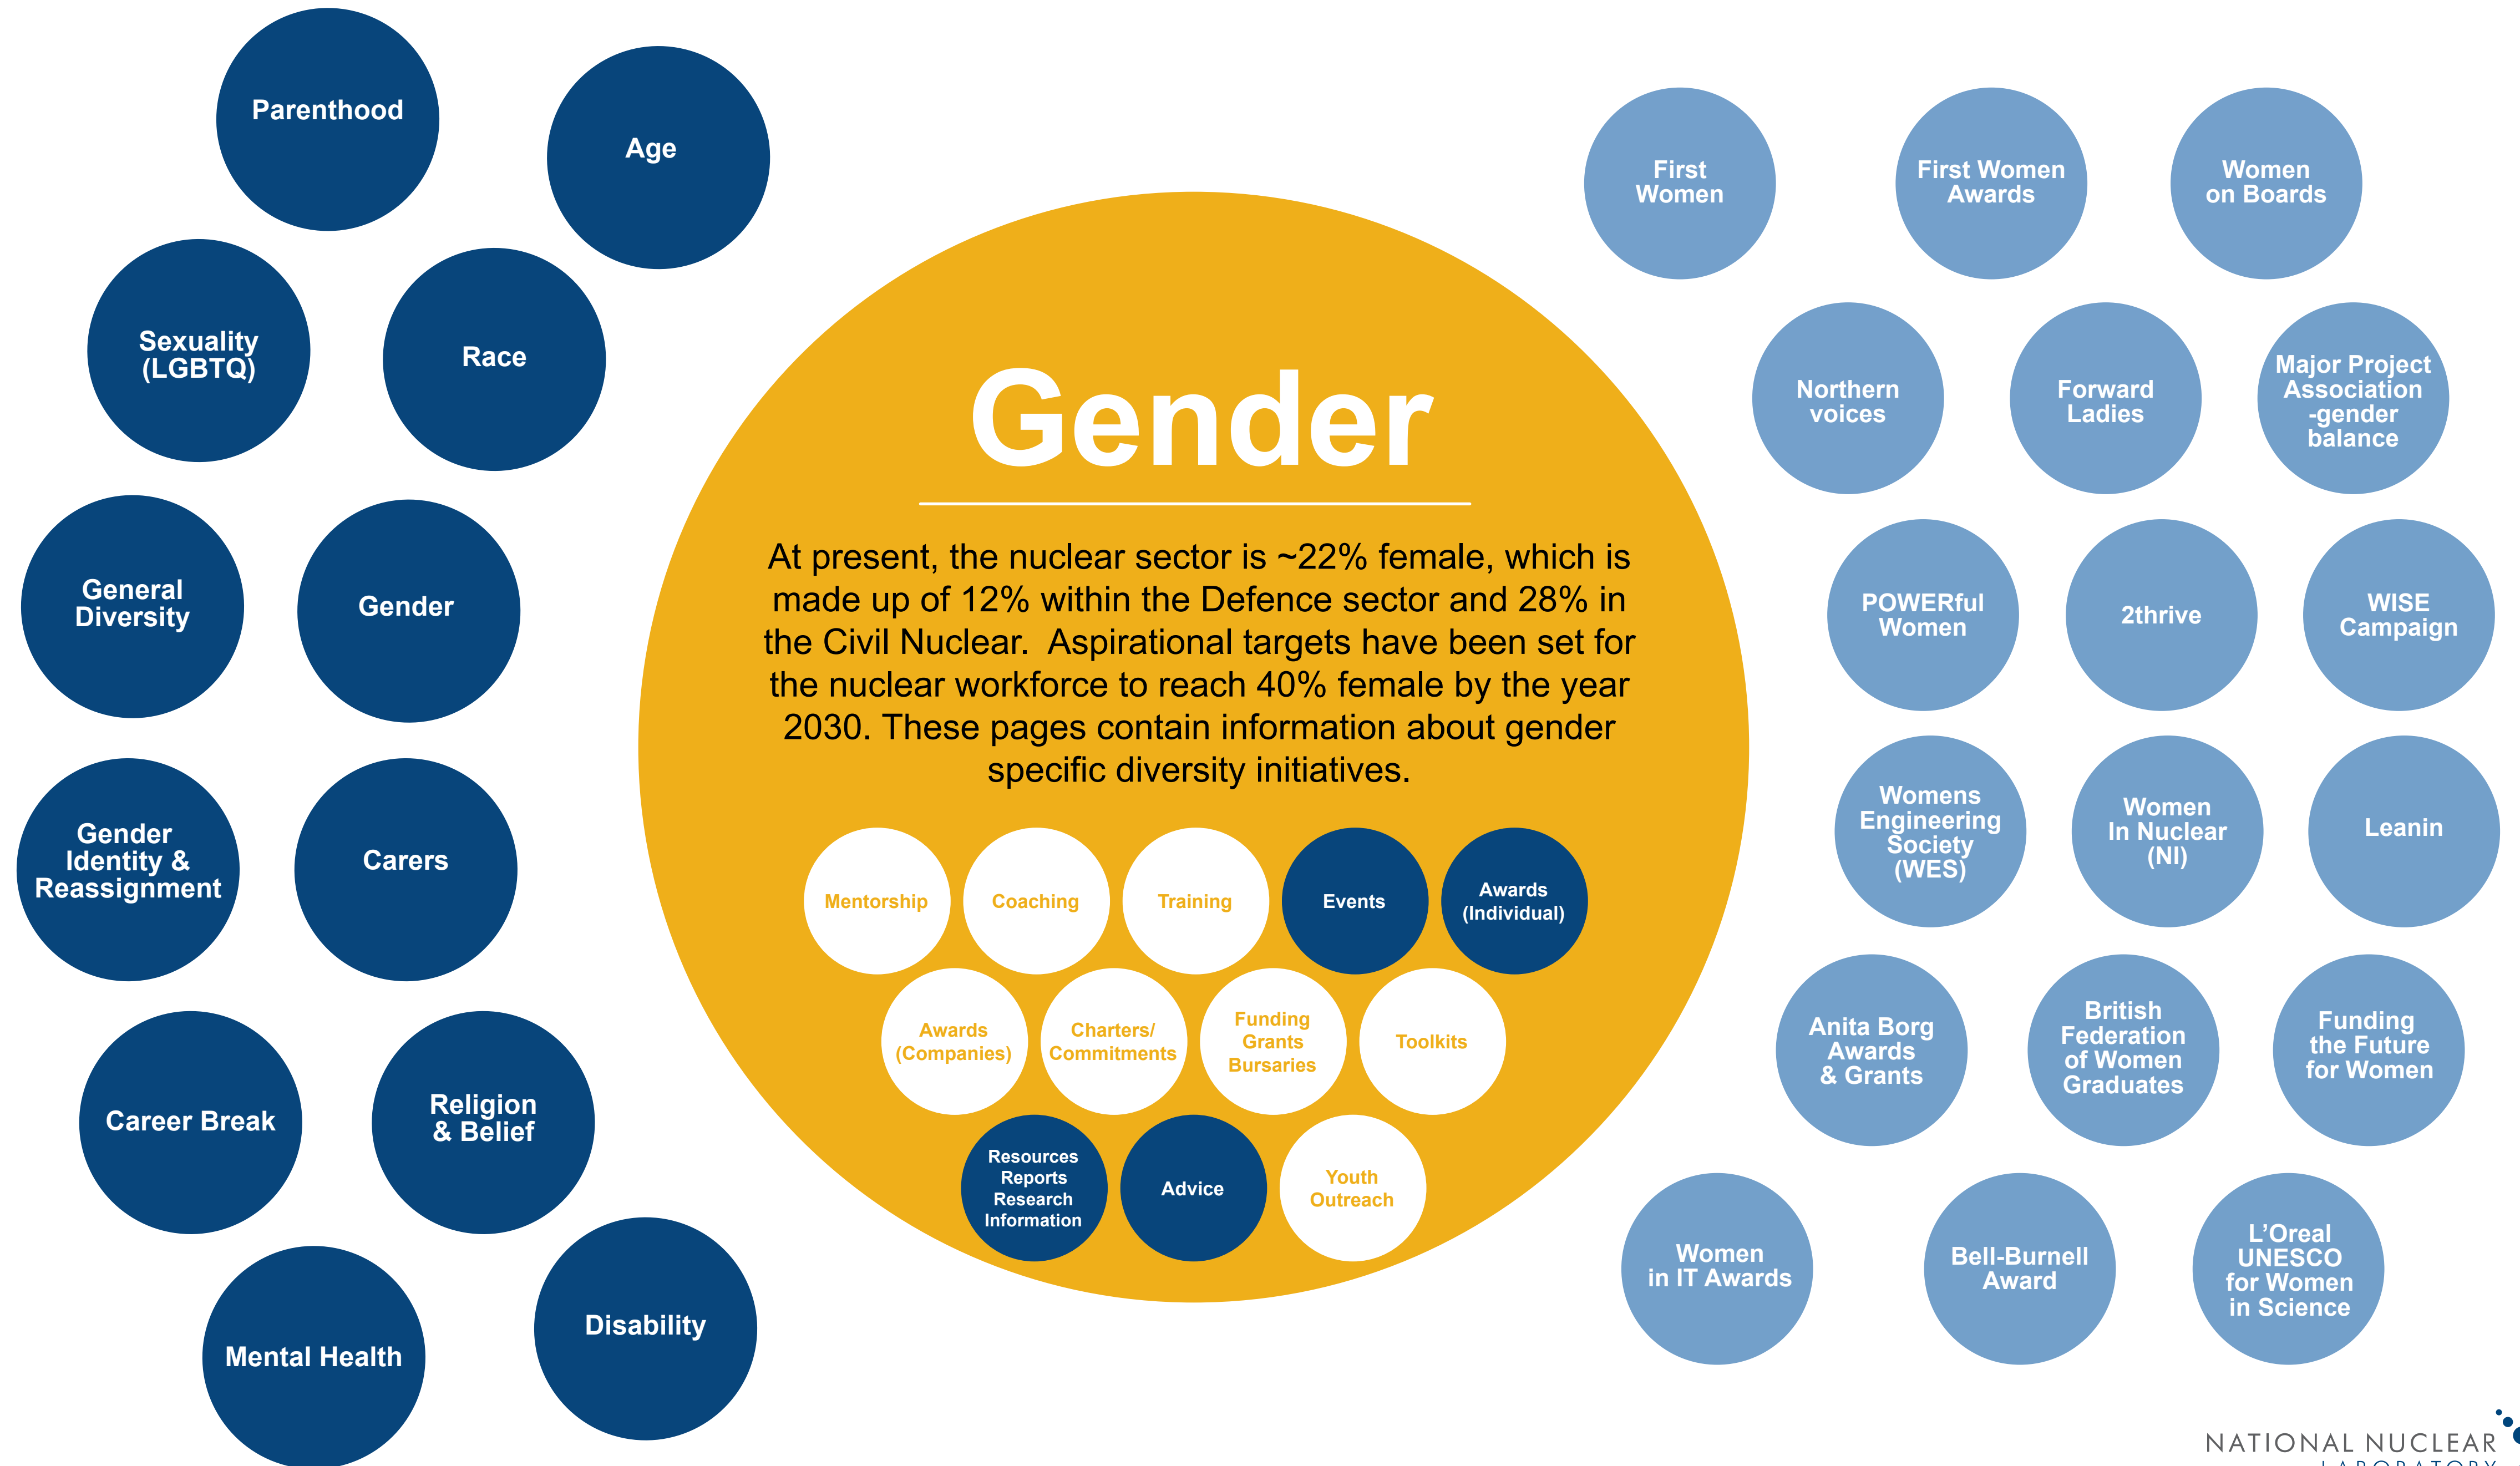 Parenthood
Age
Sexuality
(LGBTQ)
Race
General
Diversity
Gender
Gender
Identity &
Reassignment
Carers
Career Break
Religion
& Belief
Mental Health
Disability
Gender
At present, the nuclear sector is ~22% female, which is
made up of 12% within the Defence sector and 28% in
the Civil Nuclear.  Aspirational targets have been set for
the nuclear workforce to reach 40% female by the year
2030. These pages contain information about gender
specific diversity initiatives.
Mentorship
Coaching
Training
Events
Awards
(Individual)
Awards
(Companies)
Charters/
Commitments
Funding
Grants
Bursaries
Toolkits
Resources
Reports
Research
Information
Advice
Youth
Outreach
First
Women
First Women
Awards
Women
on Boards
Northern
voices
Forward
Ladies
Major Project
Association
-gender
balance
POWERful
Women
2thrive
WISE
Campaign
Womens
Engineering
Society
(WES)
Women
In Nuclear
(NI)
Leanin
Anita Borg
Awards
& Grants
British
Federation
of Women
Graduates
Funding
the Future
for Women
Women
in IT Awards
Bell-Burnell
Award
L’Oreal
UNESCO
for Women
in Science
NATIONAL NUCLEAR
LABORATORY